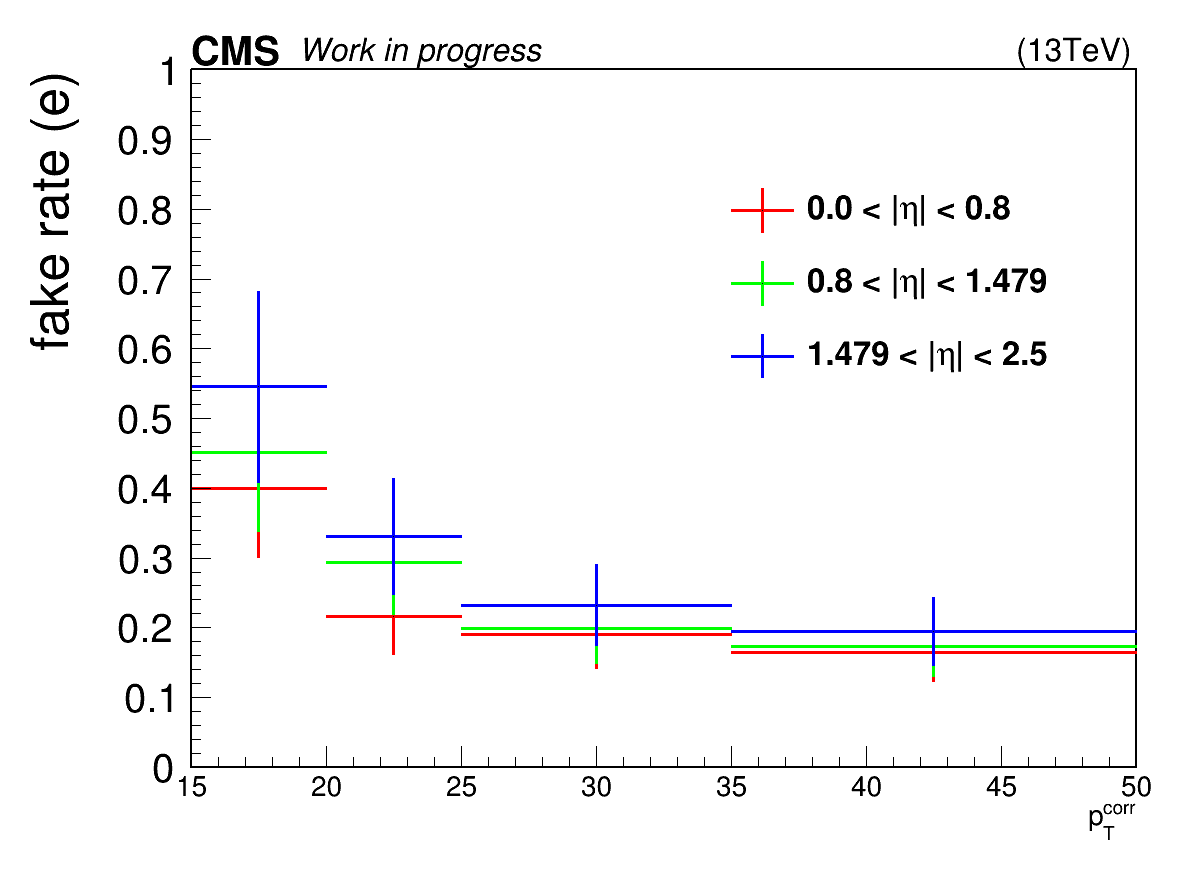 CMS Work in progress (13TeV)
fake rate (e)
1
0.9
0.8
0.7
0.6
0.5
0.4
0.3
0.2
0.1
0
0.0 < |η| < 0.8
0.8 < |η| < 1.479
1.479 < |η| < 2.5
15 20 25 30 35 40 45 50
p_T^corr